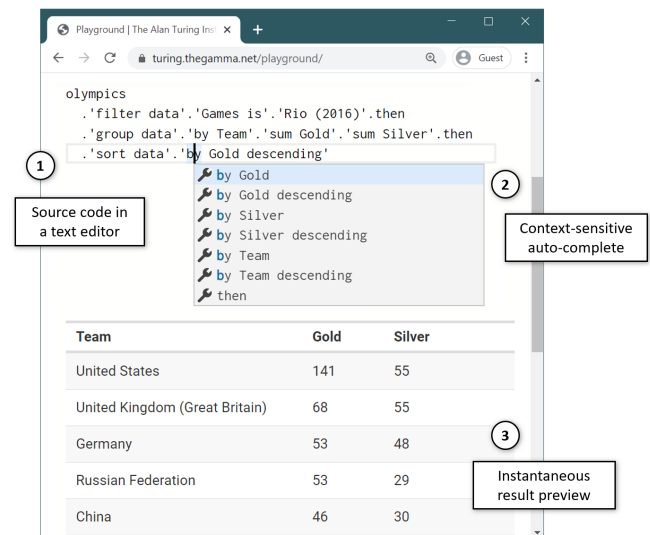 Playground | The Alan Turing Inst
turing.thegamma.net/playground/
Guest
olympics
.'filter data'.'Games is'.'Rio (2016)'.then
.'group data'.'by Team'.'sum Gold'.'sum Silver'.then
.'sort data'.'by Gold descending'
1
Source code in
a text editor
by Gold
by Gold descending
by Silver
by Silver descending
by Team
by Team descending
then
2
Context-sensitive
auto-complete
Team Gold Silver
United States 141 55
United Kingdom (Great Britain) 68 55
Germany 53 48
Russian Federation 53 29
China 46 30
3
Instantaneous
result preview